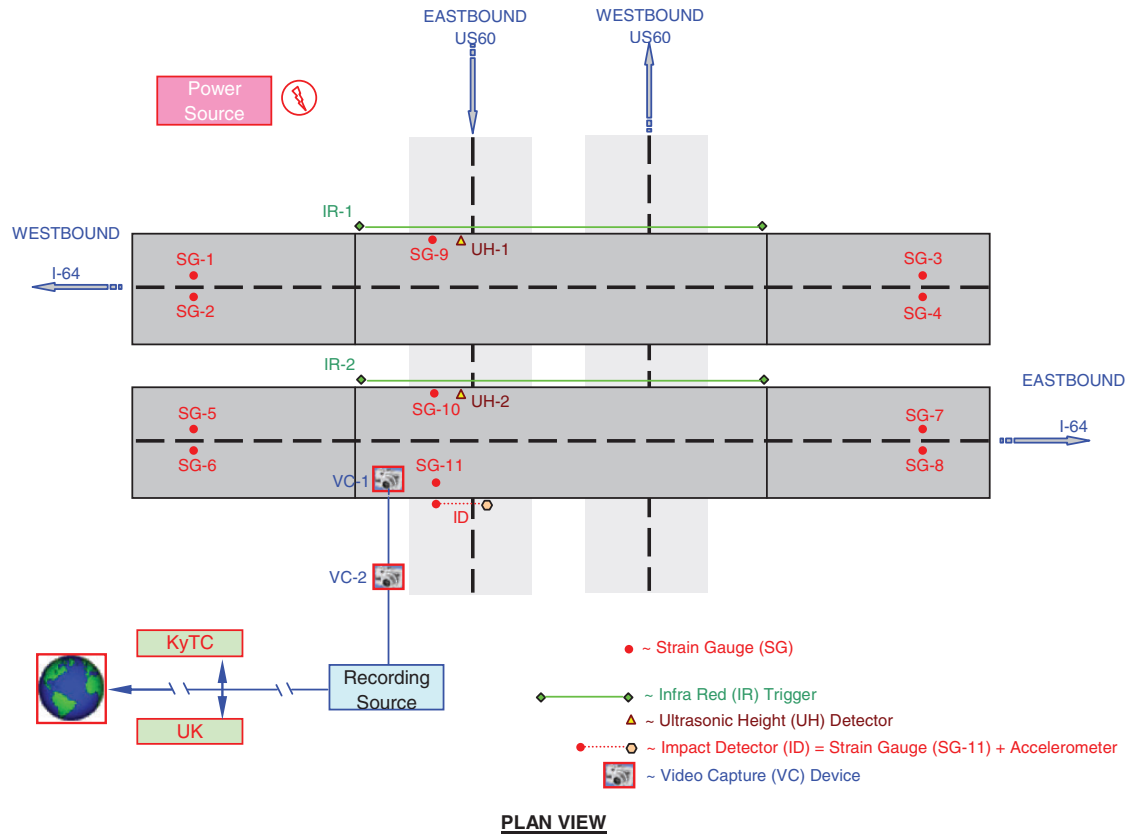 EASTBOUND
US60
WESTBOUND
US60
Power
Source
IR-1
WESTBOUND
I-64
SG-9
UH-1
SG-1
SG-2
SG-3
SG-4
IR-2
EASTBOUND
I-64
SG-10
UH-2
SG-5
SG-6
SG-7
SG-8
SG-11
VC-1
ID
VC-2
KyTC
UK
Recording
Source
~ Strain Gauge (SG)
~ Infra Red (IR) Trigger
~ Ultrasonic Height (UH) Detector
~ Impact Detector (ID) = Strain Gauge (SG-11) + Accelerometer
~ Video Capture (VC) Device
PLAN VIEW